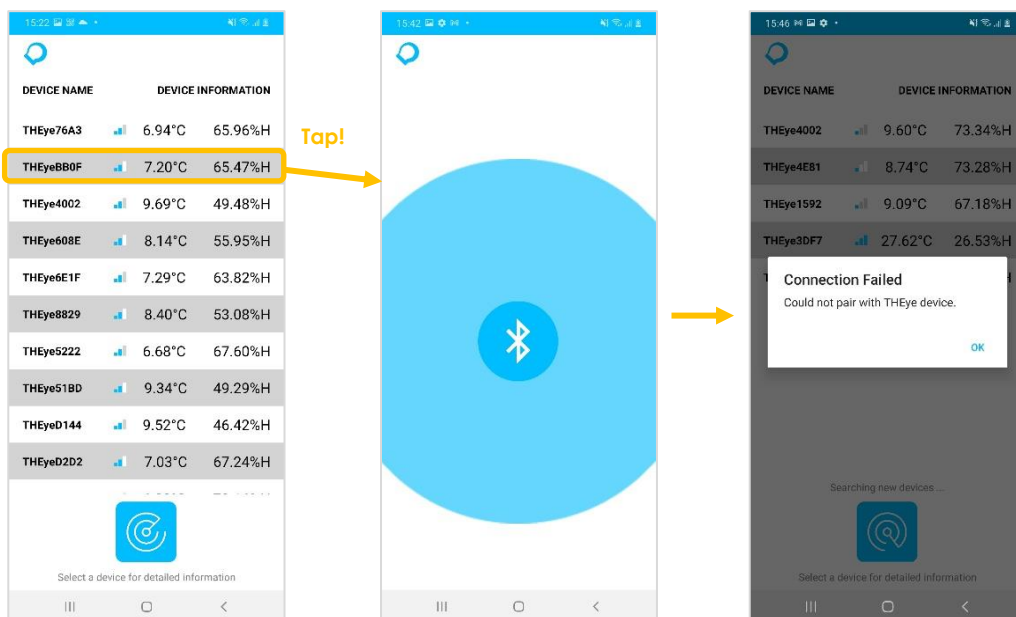 15:22
DEVICE NAME DEVICE INFORMATION
THEye76A3 6.94°C 65.96%H
THEyeBB0F 7.20°C 65.47%H
THEye4002 9.69°C 49.48%H
THEye608E 8.14°C 55.95%H
THEye6E1F 7.29°C 63.82%H
THEye8829 8.40°C 53.08%H
THEye5222 6.68°C 67.60%H
THEye51BD 9.34°C 49.29%H
THEyeD144 9.52°C 46.42%H
THEyeD2D2 7.03°C 67.24%H
Select a device for detailed information
Tap!
15:42
15:46
DEVICE NAME DEVICE INFORMATION
THEye4002 9.60°C 73.34%H
THEye4E81 8.74°C 73.28%H
THEye1592 9.09°C 67.18%H
THEye3DF7 27.62°C 26.53%H
Connection Failed
Could not pair with THEye device.
OK
Searching new devices ...
Select a device for detailed information